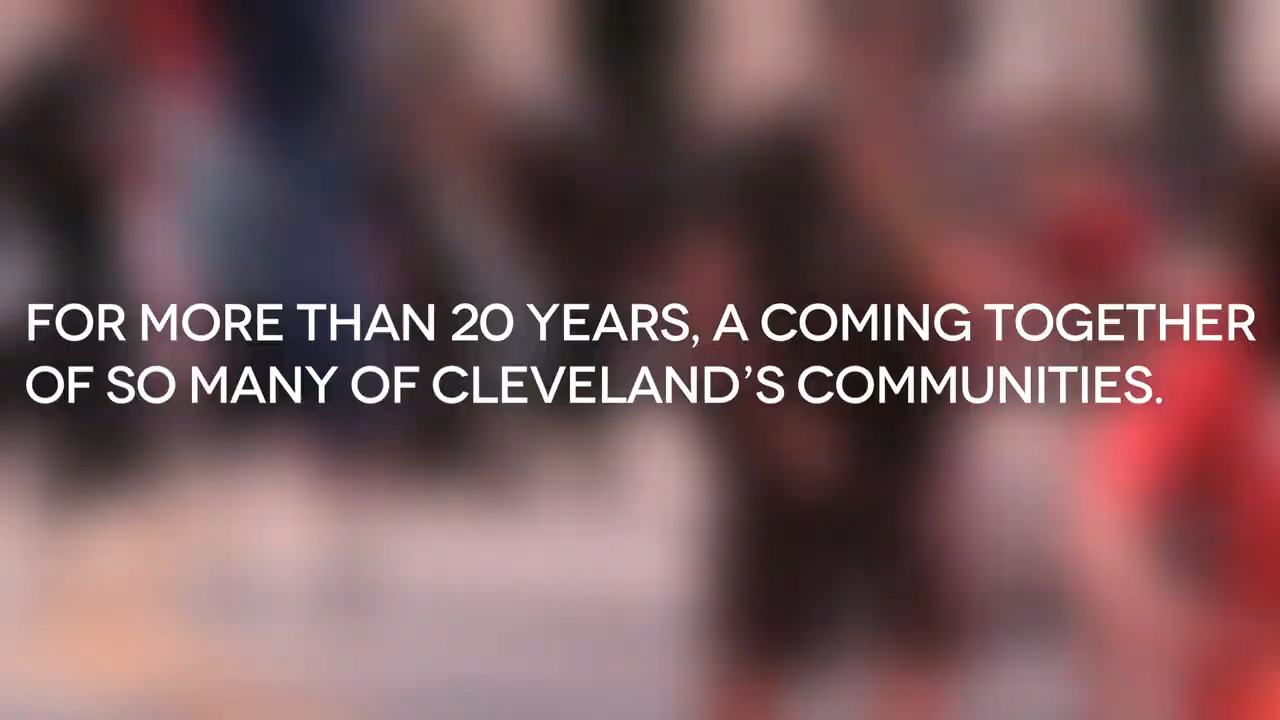 FOR MORE THAN 20 YEARS, A COMING TOGETHER
OF SO MANY OF CLEVELAND’S COMMUNITIES.